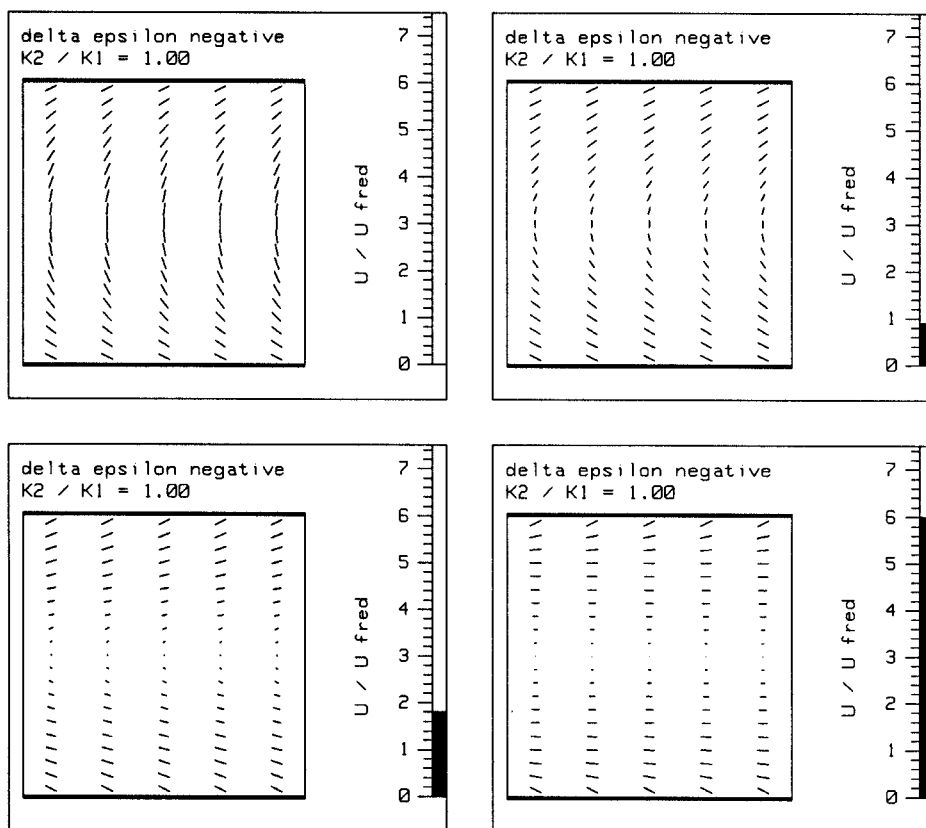 delta epsilon negative
K2 / K1 = 1.00
7
6
5
4
3
2
1
0
U / U fred
delta epsilon negative
K2 / K1 = 1.00
7
6
5
4
3
2
1
0
U / U fred
delta epsilon negative
K2 / K1 = 1.00
7
6
5
4
3
2
1
0
U / U fred
delta epsilon negative
K2 / K1 = 1.00
7
6
5
4
3
2
1
0
U / U fred